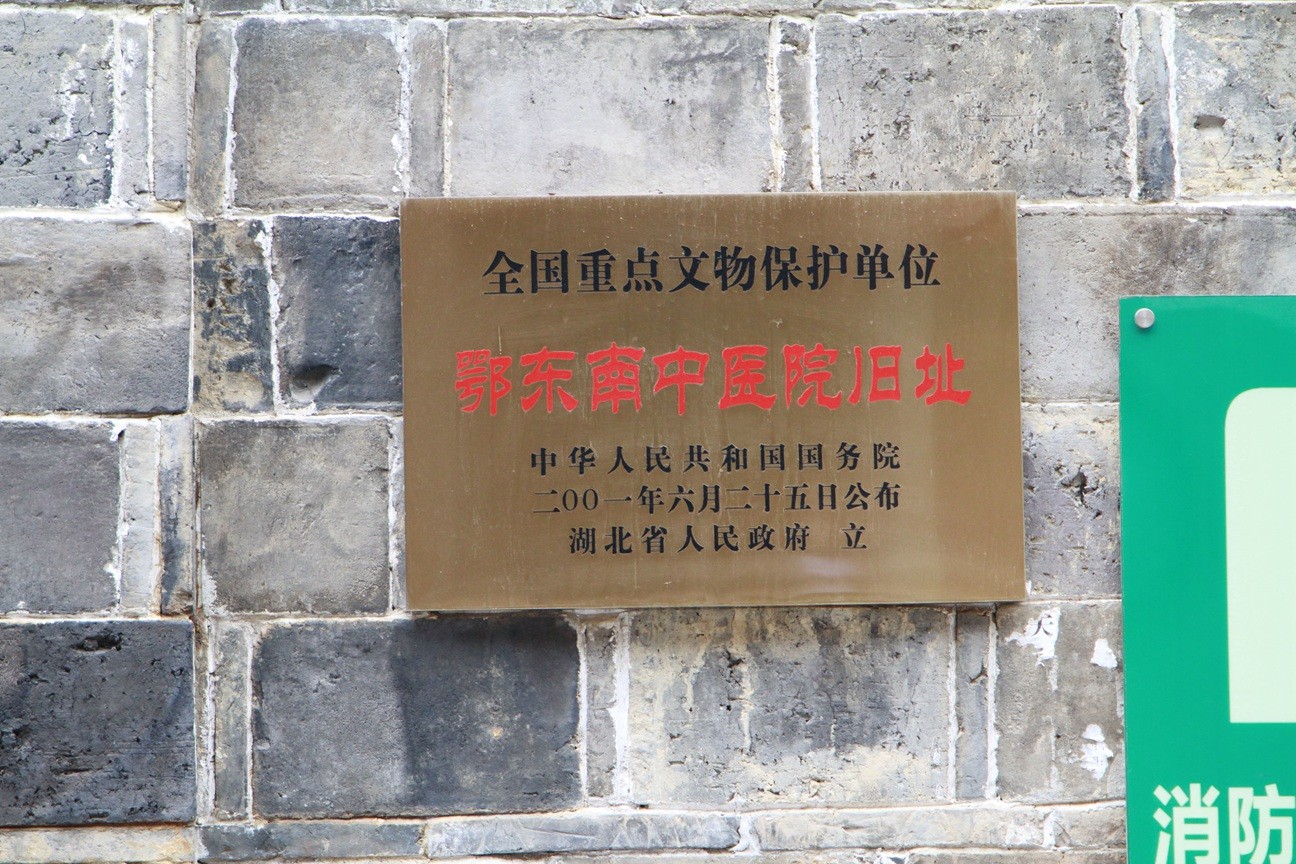 全国重点文物保护单位
鄂东南中医院旧址
中华人民共和国国务院
二00一年六月二十五日公布
湖北省人民政府 立
消防